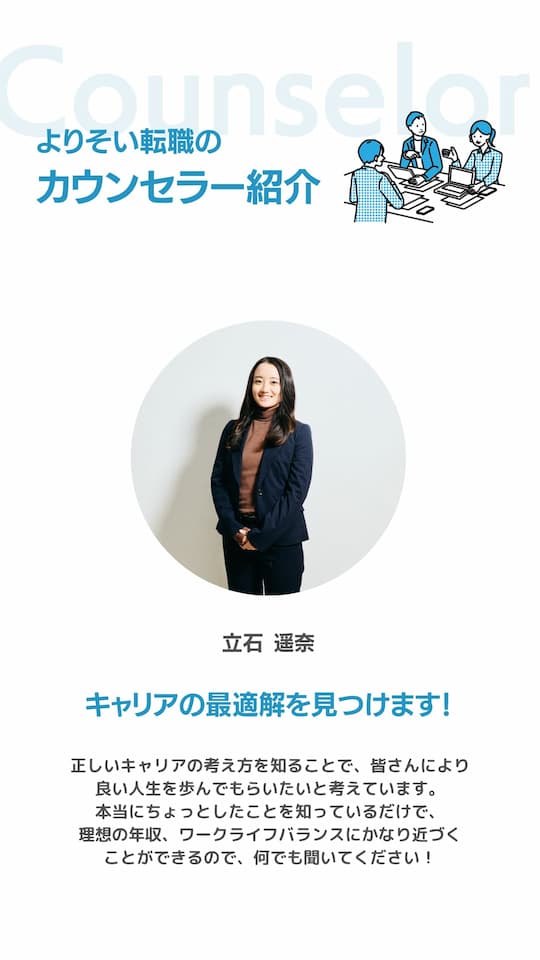 Counselor
よりそい転職の
カウンセラー紹介
立石 遥奈
キャリアの最適解を見つけます!
正しいキャリアの考え方を知ることで、皆さんにより
良い人生を歩んでもらいたいと考えています。
本当にちょっとしたことを知っているだけで、
理想の年収、ワークライフバランスにかなり近づく
ことができるので、何でも聞いてください！